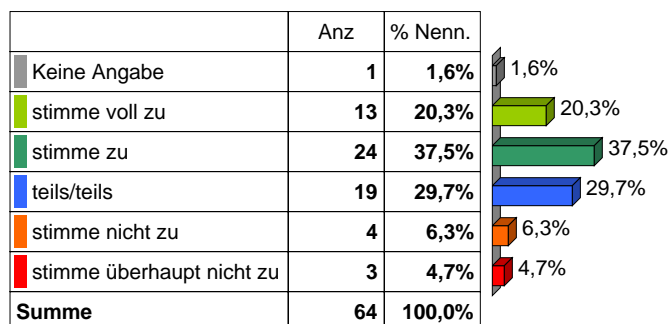 Anz % Nenn.
Keine Angabe 1 1,6% 1,6%
stimme voll zu 13 20,3% 20,3%
stimme zu 24 37,5% 37,5%
teils/teils 19 29,7% 29,7%
stimme nicht zu 4 6,3% 6,3%
stimme überhaupt nicht zu 3 4,7% 4,7%
Summe 64 100,0%